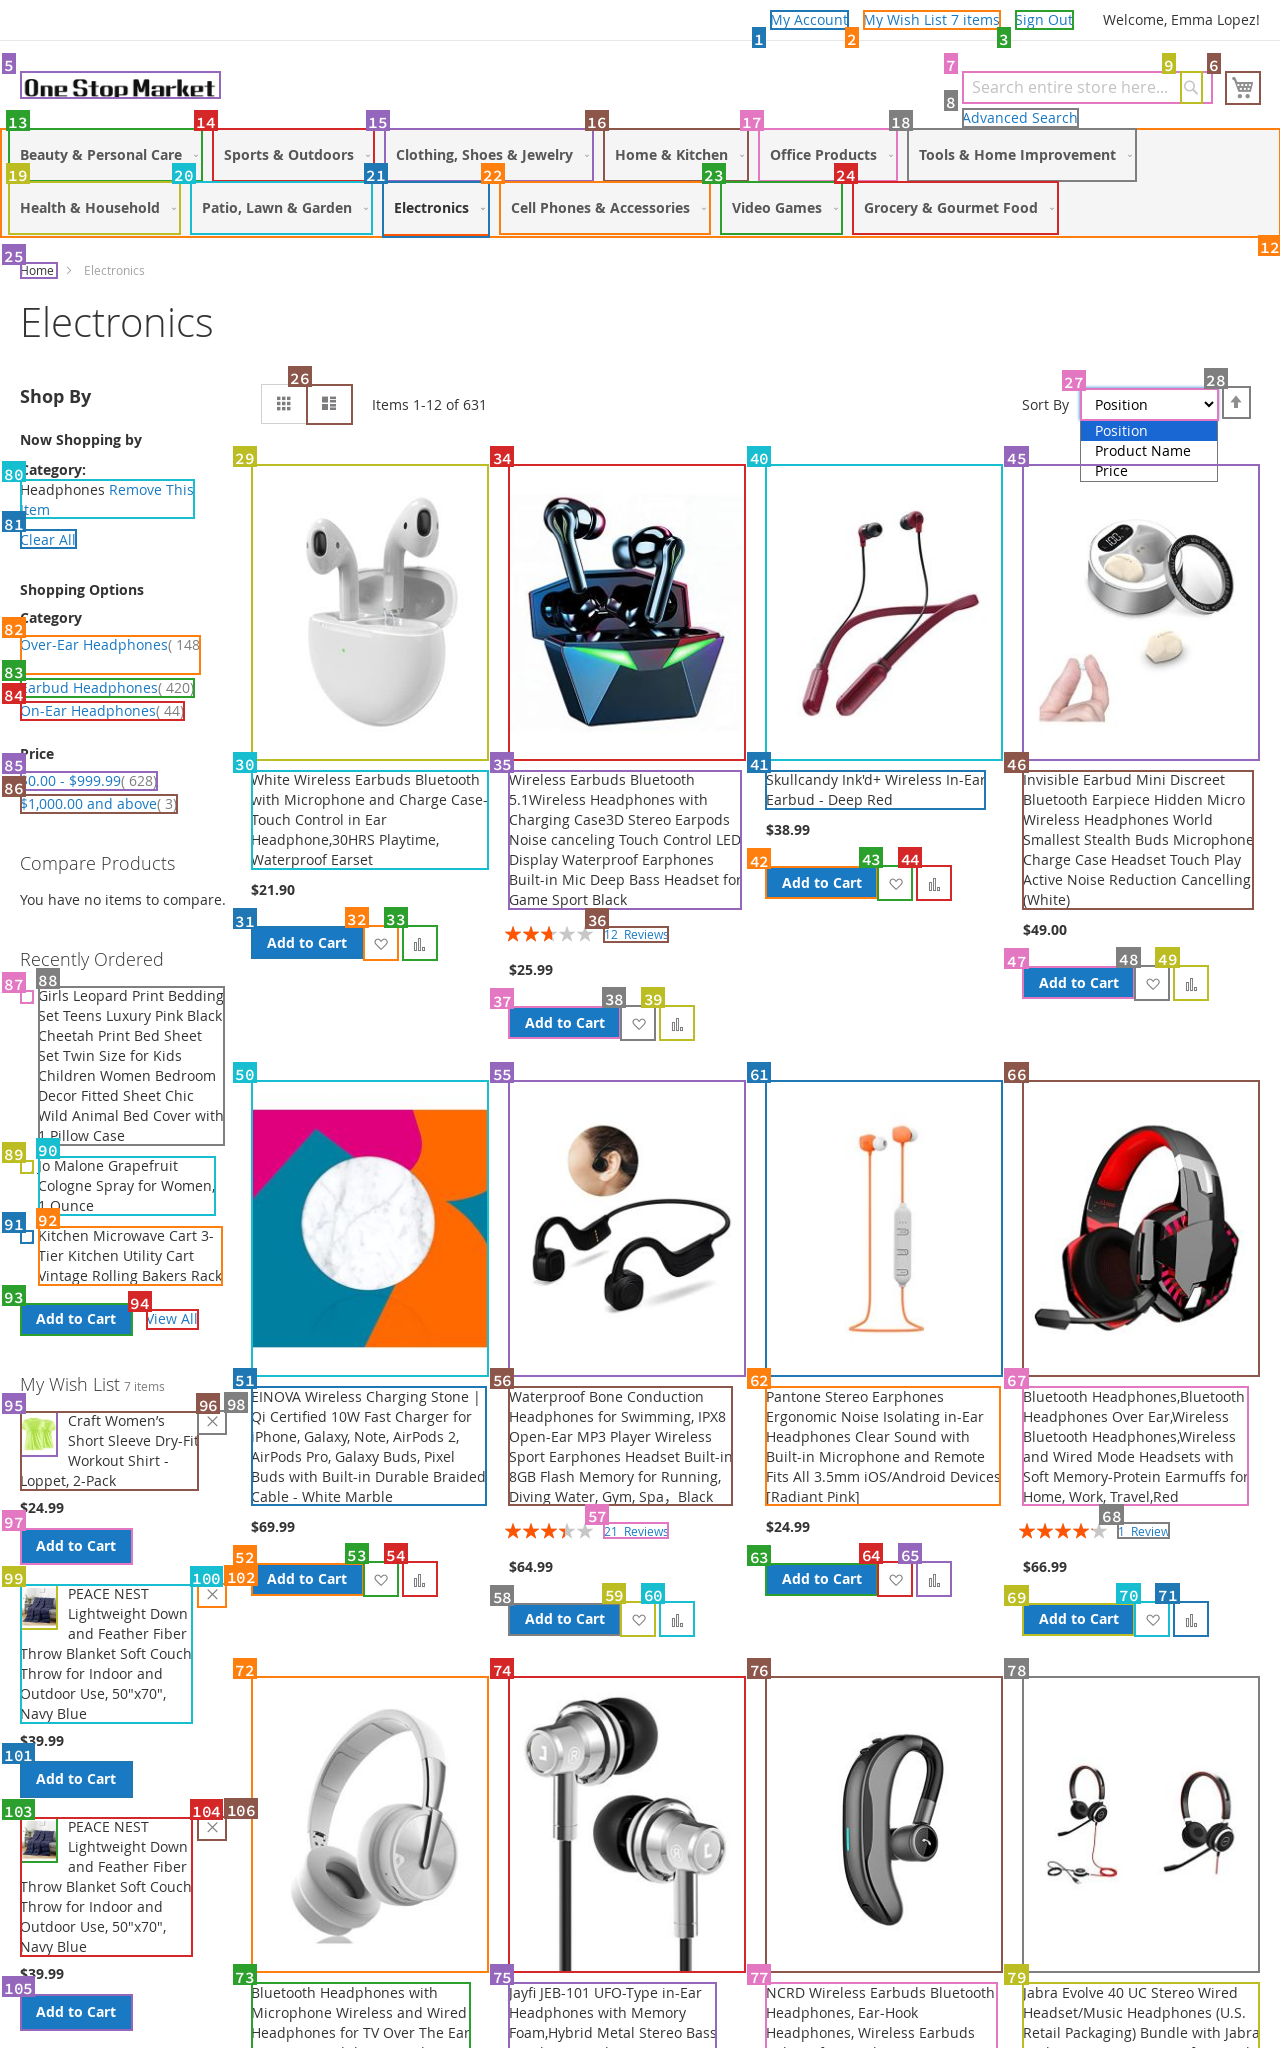 My Account
My Wish List 7 items
Sign Out
Welcome, Emma Lopez!
1
2
3
5
7
9
6
One Stop Market
Search entire store here...
8
Advanced Search
13
14
15
16
17
18
Beauty & Personal Care
Sports & Outdoors
Clothing, Shoes & Jewelry
Home & Kitchen
Office Products
Tools & Home Improvement
19
20
21
22
23
24
Health & Household
Patio, Lawn & Garden
Electronics
Cell Phones & Accessories
Video Games
Grocery & Gourmet Food
12
25
Home
Electronics
Electronics
Shop By
26
Items 1-12 of 631
27
28
Sort By
Position
Position
Product Name
Price
Now Shopping by
Category:
80
Headphones Remove This
Item
81
Clear All
Shopping Options
Category
82
Over-Ear Headphones( 148
83
Earbud Headphones( 420)
84
On-Ear Headphones( 44)
Price
85
$0.00 - $999.99( 628)
86
$1,000.00 and above( 3)
Compare Products
You have no items to compare.
Recently Ordered
87
88
Girls Leopard Print Bedding
Set Teens Luxury Pink Black
Cheetah Print Bed Sheet
Set Twin Size for Kids
Children Women Bedroom
Decor Fitted Sheet Chic
Wild Animal Bed Cover with
1 Pillow Case
89
90
Jo Malone Grapefruit
Cologne Spray for Women,
1 Ounce
91
92
Kitchen Microwave Cart 3-
Tier Kitchen Utility Cart
Vintage Rolling Bakers Rack
93
94
Add to Cart
View All
My Wish List 7 items
95
96
98
Craft Women's
Short Sleeve Dry-Fit
Workout Shirt -
Loppet, 2-Pack
$24.99
97
Add to Cart
99
100
102
PEACE NEST
Lightweight Down
and Feather Fiber
Throw Blanket Soft Couch
Throw for Indoor and
Outdoor Use, 50"x70",
Navy Blue
$39.99
101
Add to Cart
103
104
106
PEACE NEST
Lightweight Down
and Feather Fiber
Throw Blanket Soft Couch
Throw for Indoor and
Outdoor Use, 50"x70",
Navy Blue
$39.99
105
Add to Cart
29
30
White Wireless Earbuds Bluetooth
with Microphone and Charge Case-
Touch Control in Ear
Headphone,30HRS Playtime,
Waterproof Earset
$21.90
31
32
33
Add to Cart
34
35
Wireless Earbuds Bluetooth
5.1Wireless Headphones with
Charging Case3D Stereo Earpods
Noise canceling Touch Control LED
Display Waterproof Earphones
Built-in Mic Deep Bass Headset for
Game Sport Black
36
12 Reviews
$25.99
37
38
39
Add to Cart
40
41
Skullcandy Ink'd+ Wireless In-Ear
Earbud - Deep Red
$38.99
42
43
44
Add to Cart
45
100
46
Invisible Earbud Mini Discreet
Bluetooth Earpiece Hidden Micro
Wireless Headphones World
Smallest Stealth Buds Microphone
Charge Case Headset Touch Play
Active Noise Reduction Cancelling
(White)
$49.00
47
48
49
Add to Cart
50
51
EINOVA Wireless Charging Stone |
Qi Certified 10W Fast Charger for
iPhone, Galaxy, Note, AirPods 2,
AirPods Pro, Galaxy Buds, Pixel
Buds with Built-in Durable Braided
Cable - White Marble
$69.99
52
53
54
Add to Cart
55
56
Waterproof Bone Conduction
Headphones for Swimming, IPX8
Open-Ear MP3 Player Wireless
Sport Earphones Headset Built-in
8GB Flash Memory for Running,
Diving Water, Gym, Spa，Black
57
21 Reviews
$64.99
58
59
60
Add to Cart
61
62
Pantone Stereo Earphones
Ergonomic Noise Isolating in-Ear
Headphones Clear Sound with
Built-in Microphone and Remote
Fits All 3.5mm iOS/Android Devices
[Radiant Pink]
$24.99
63
64
65
Add to Cart
66
67
Bluetooth Headphones,Bluetooth
Headphones Over Ear,Wireless
Bluetooth Headphones,Wireless
and Wired Mode Headsets with
Soft Memory-Protein Earmuffs for
Home, Work, Travel,Red
68
1 Review
$66.99
69
70
71
Add to Cart
72
73
Bluetooth Headphones with
Microphone Wireless and Wired
Headphones for TV Over The Ear
74
75
Jayfi JEB-101 UFO-Type in-Ear
Headphones with Memory
Foam,Hybrid Metal Stereo Bass
76
77
NCRD Wireless Earbuds Bluetooth
Headphones, Ear-Hook
Headphones, Wireless Earbuds
78
79
Jabra Evolve 40 UC Stereo Wired
Headset/Music Headphones (U.S.
Retail Packaging) Bundle with Jabra